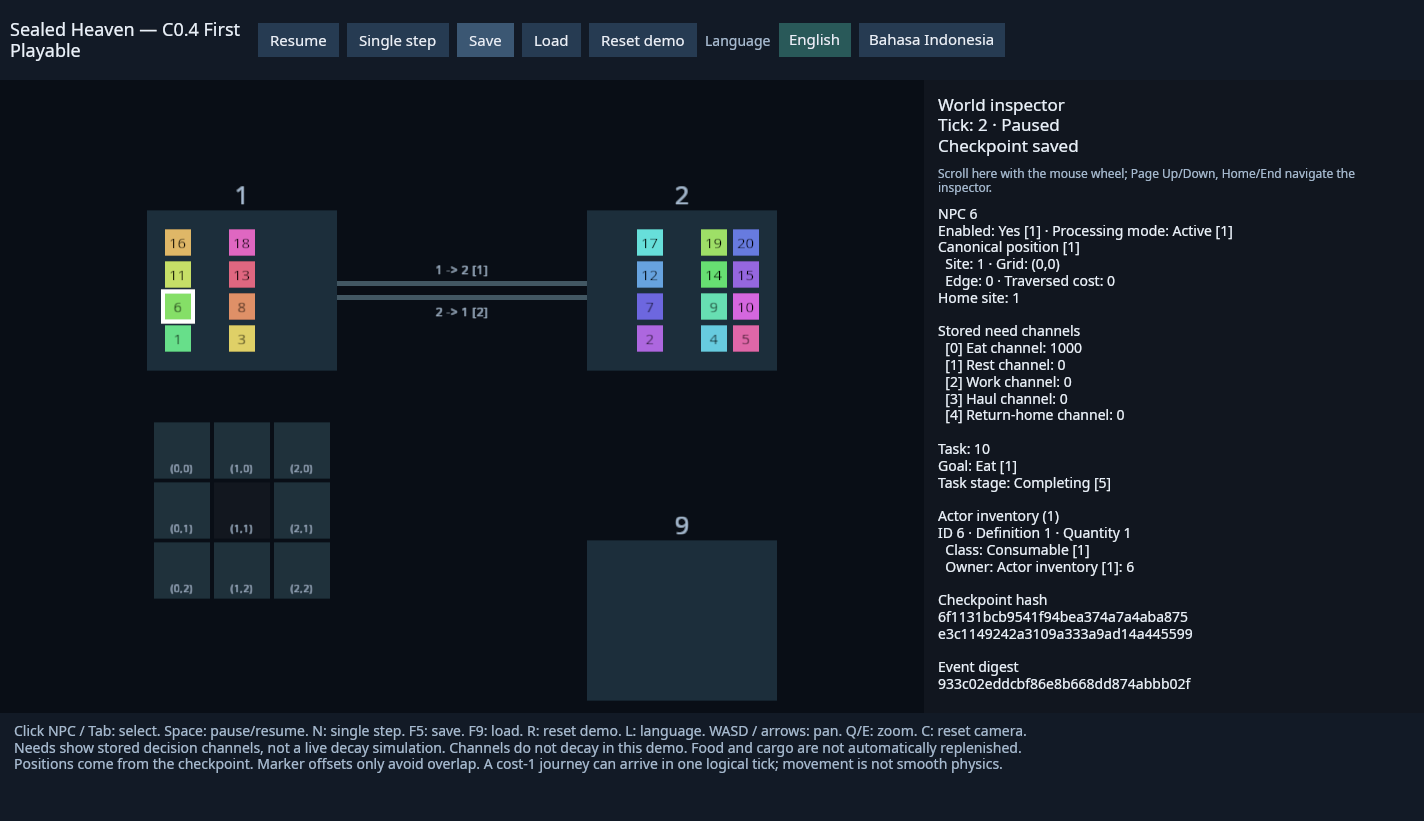 Sealed Heaven — C0.4 First
Playable
Resume
Single step
Save
Load
Reset demo
Language
English
Bahasa Indonesia
1
16
18
11
13
6
8
1
3
1 -> 2 [1]
2 -> 1 [2]
2
17
19
20
12
14
15
7
9
10
2
4
5
(0,0)
(1,0)
(2,0)
(0,1)
(1,1)
(2,1)
(0,2)
(1,2)
(2,2)
9
World inspector
Tick: 2 · Paused
Checkpoint saved
Scroll here with the mouse wheel; Page Up/Down, Home/End navigate the
inspector.
NPC 6
Enabled: Yes [1] · Processing mode: Active [1]
Canonical position [1]
Site: 1 · Grid: (0,0)
Edge: 0 · Traversed cost: 0
Home site: 1
Stored need channels
[0] Eat channel: 1000
[1] Rest channel: 0
[2] Work channel: 0
[3] Haul channel: 0
[4] Return-home channel: 0
Task: 10
Goal: Eat [1]
Task stage: Completing [5]
Actor inventory (1)
ID 6 · Definition 1 · Quantity 1
Class: Consumable [1]
Owner: Actor inventory [1]: 6
Checkpoint hash
6f1131bcb9541f94bea374a7a4aba875
e3c1149242a3109a333a9ad14a445599
Event digest
933c02eddcbf86e8b668dd874abbb02f
Click NPC / Tab: select. Space: pause/resume. N: single step. F5: save. F9: load. R: reset demo. L: language. WASD / arrows: pan. Q/E: zoom. C: reset camera.
Needs show stored decision channels, not a live decay simulation. Channels do not decay in this demo. Food and cargo are not automatically replenished.
Positions come from the checkpoint. Marker offsets only avoid overlap. A cost-1 journey can arrive in one logical tick; movement is not smooth physics.